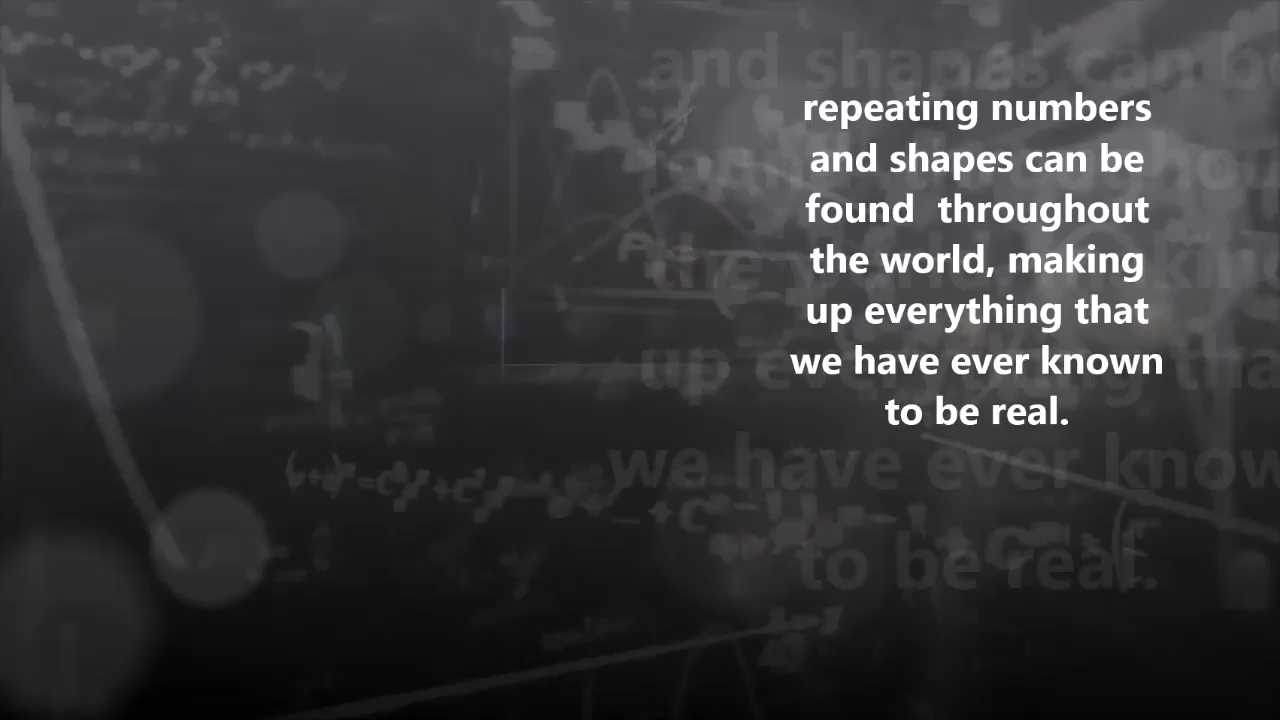 repeating numbers
and shapes can be
found  throughout
the world, making
up everything that
we have ever known
to be real.